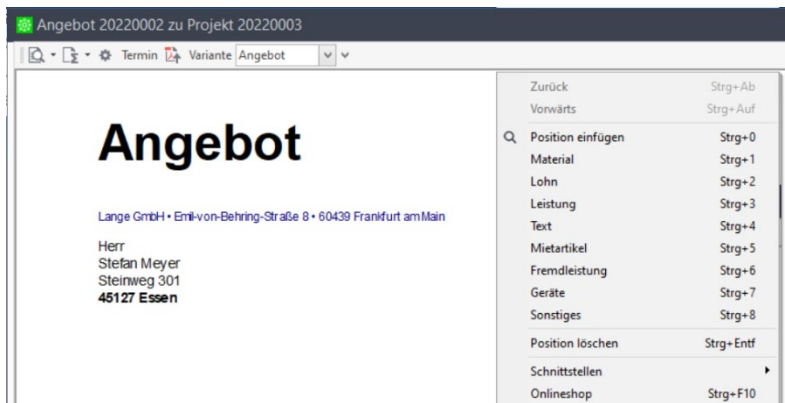 Angebot 20220002 zu Projekt 20220003
Termin Variante Angebot
Angebot
Lange GmbH • Emil-von-Behring-Straße 8 • 60439 Frankfurt am Main
Herr
Stefan Meyer
Steinweg 301
45127 Essen
Zurück Strg+Ab
Vorwärts Strg+Auf
Position einfügen Strg+0
Material Strg+1
Lohn Strg+2
Leistung Strg+3
Text Strg+4
Mietartikel Strg+5
Fremdleistung Strg+6
Geräte Strg+7
Sonstiges Strg+8
Position löschen Strg+Entf
Schnittstellen
Onlineshop Strg+F10